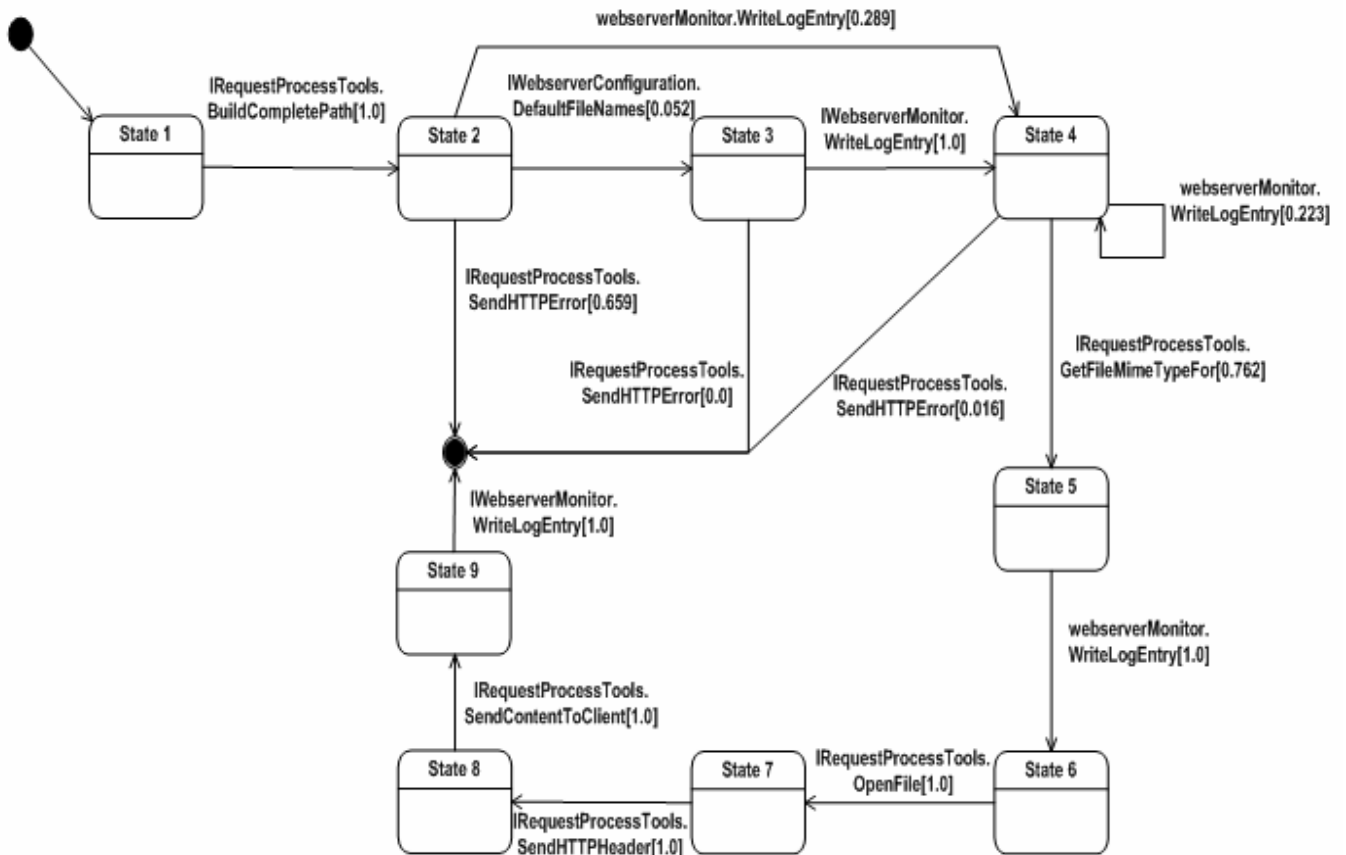 webserverMonitor.WriteLogEntry[0.289]
IRequestProcessTools.
BuildCompletePath[1.0]
IWebserverConfiguration.
DefaultFileNames[0.052]
IWebserverMonitor.
WriteLogEntry[1.0]
State 1
State 2
State 3
State 4
webserverMonitor.
WriteLogEntry[0.223]
IRequestProcessTools.
SendHTTPError[0.659]
IRequestProcessTools.
SendHTTPError[0.0]
IRequestProcessTools.
SendHTTPError[0.016]
IRequestProcessTools.
GetFileMimeTypeFor[0.762]
State 5
IWebserverMonitor.
WriteLogEntry[1.0]
State 9
webserverMonitor.
WriteLogEntry[1.0]
IRequestProcessTools.
SendContentToClient[1.0]
State 8
State 7
IRequestProcessTools.
OpenFile[1.0]
State 6
IRequestProcessTools.
SendHTTPHeader[1.0]